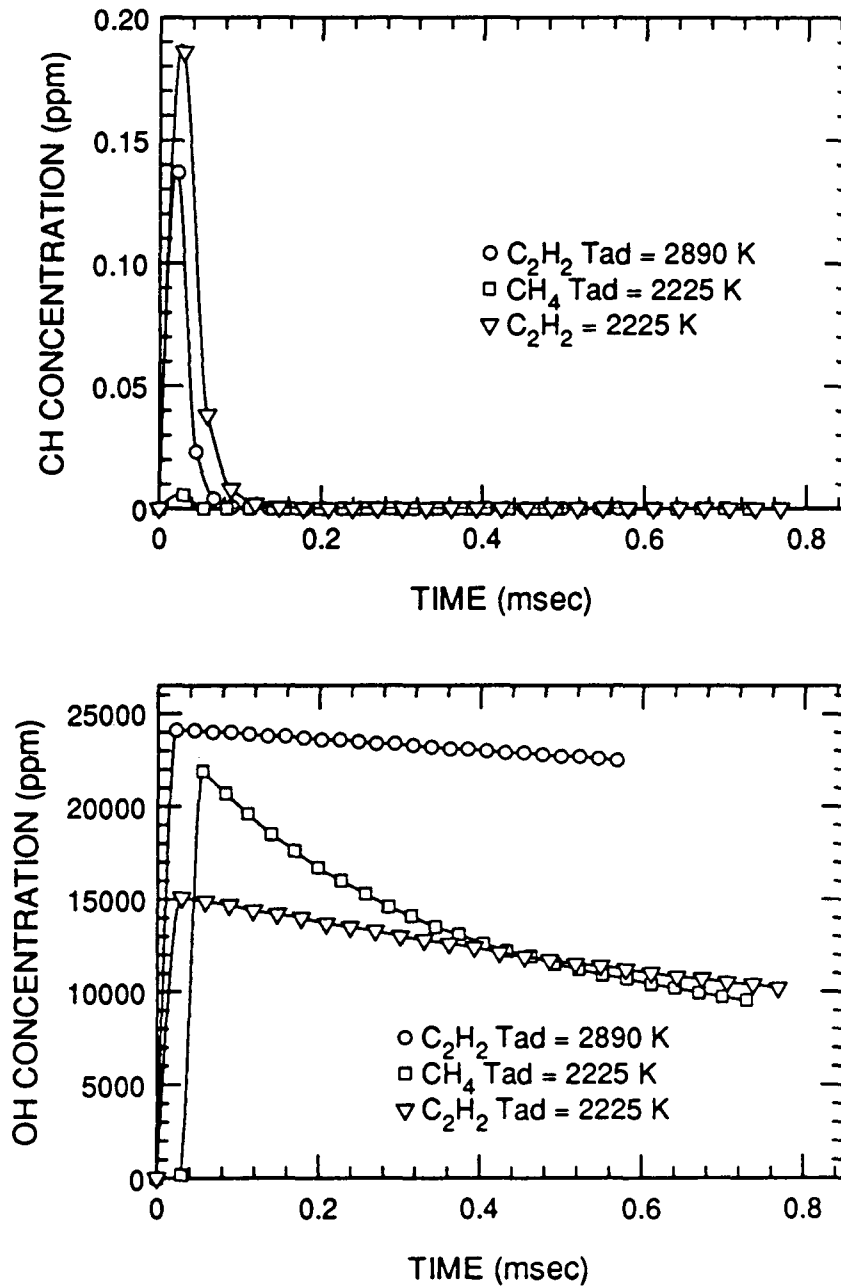 CH CONCENTRATION (ppm)
0.20
0.15
0.10
0.05
0
C2H2 Tad = 2890 K
CH4 Tad = 2225 K
C2H2 = 2225 K
0 0.2 0.4 0.6 0.8
TIME (msec)
OH CONCENTRATION (ppm)
25000
20000
15000
10000
5000
0
C2H2 Tad = 2890 K
CH4 Tad = 2225 K
C2H2 Tad = 2225 K
0 0.2 0.4 0.6 0.8
TIME (msec)